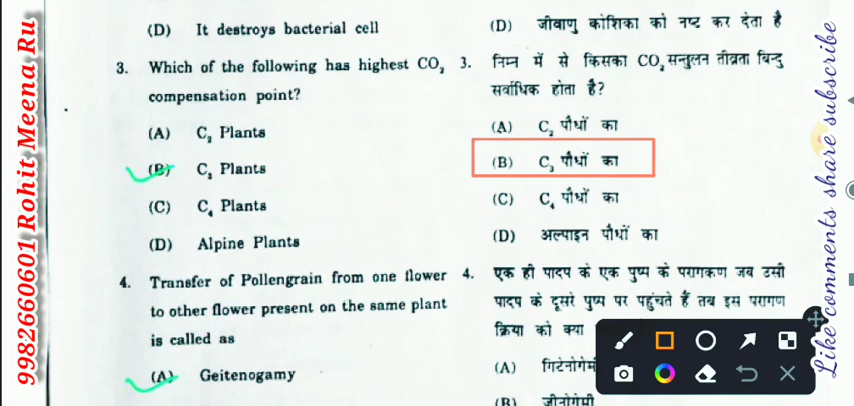 (D) It destroys bacterial cell
3. Which of the following has highest CO₂ compensation point?
compensation point?
(A) C₂ Plants
(B) C₃ Plants
(C) C₄ Plants
(D) Alpine Plants
4. Transfer of Pollengrain from one flower
to other flower present on the same plant
is called as
(A) Geitenogamy
(D) जीवाणु कोशिका को नष्ट कर देता है
3. निम्न में से किसका CO₂ सन्तुलन तीव्रता बिन्दु
सर्वाधिक होता है?
(A) C₂ पौधों का
(B) C₃ पौधों का
(C) C₄ पौधों का
(D) अल्पाइन पौधों का
4. एक ही पादप के एक पुष्प के परागकण जब उसी
पादप के दूसरे पुष्प पर पहुंचते हैं तब इस परागण
क्रिया को क्या
(A)
(B) जीनोगेमी
9982660601 Rohit Meena Ru
Like comments share subscribe